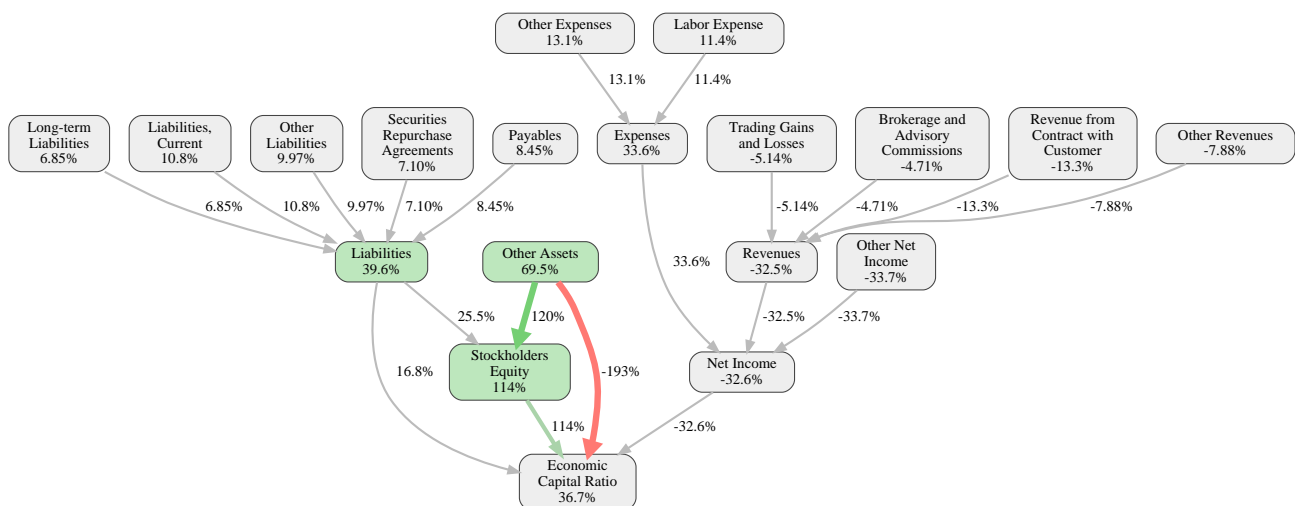 Other Expenses
13.1%
Labor Expense
11.4%
13.1%
11.4%
Long-term
Liabilities
6.85%
Liabilities,
Current
10.8%
Other
Liabilities
9.97%
Securities
Repurchase
Agreements
7.10%
Payables
8.45%
Expenses
33.6%
Trading Gains
and Losses
-5.14%
Brokerage and
Advisory
Commissions
-4.71%
Revenue from
Contract with
Customer
-13.3%
Other Revenues
-7.88%
6.85%
10.8%
9.97%
7.10%
8.45%
-5.14%
-4.71%
-13.3%
-7.88%
Liabilities
39.6%
Other Assets
69.5%
33.6%
Revenues
-32.5%
Other Net
Income
-33.7%
25.5%
120%
-32.5%
-33.7%
16.8%
Stockholders
Equity
114%
-193%
Net Income
-32.6%
114%
-32.6%
Economic
Capital Ratio
36.7%